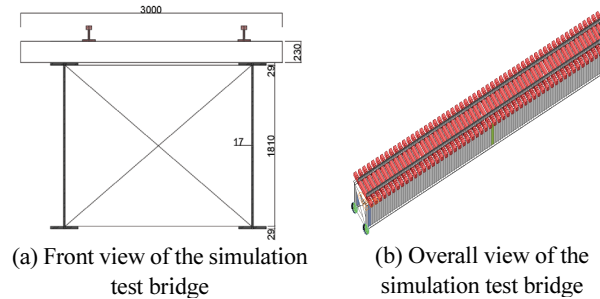 3000
230
29
17
1810
29
(a) Front view of the simulation
test bridge
(b) Overall view of the
simulation test bridge